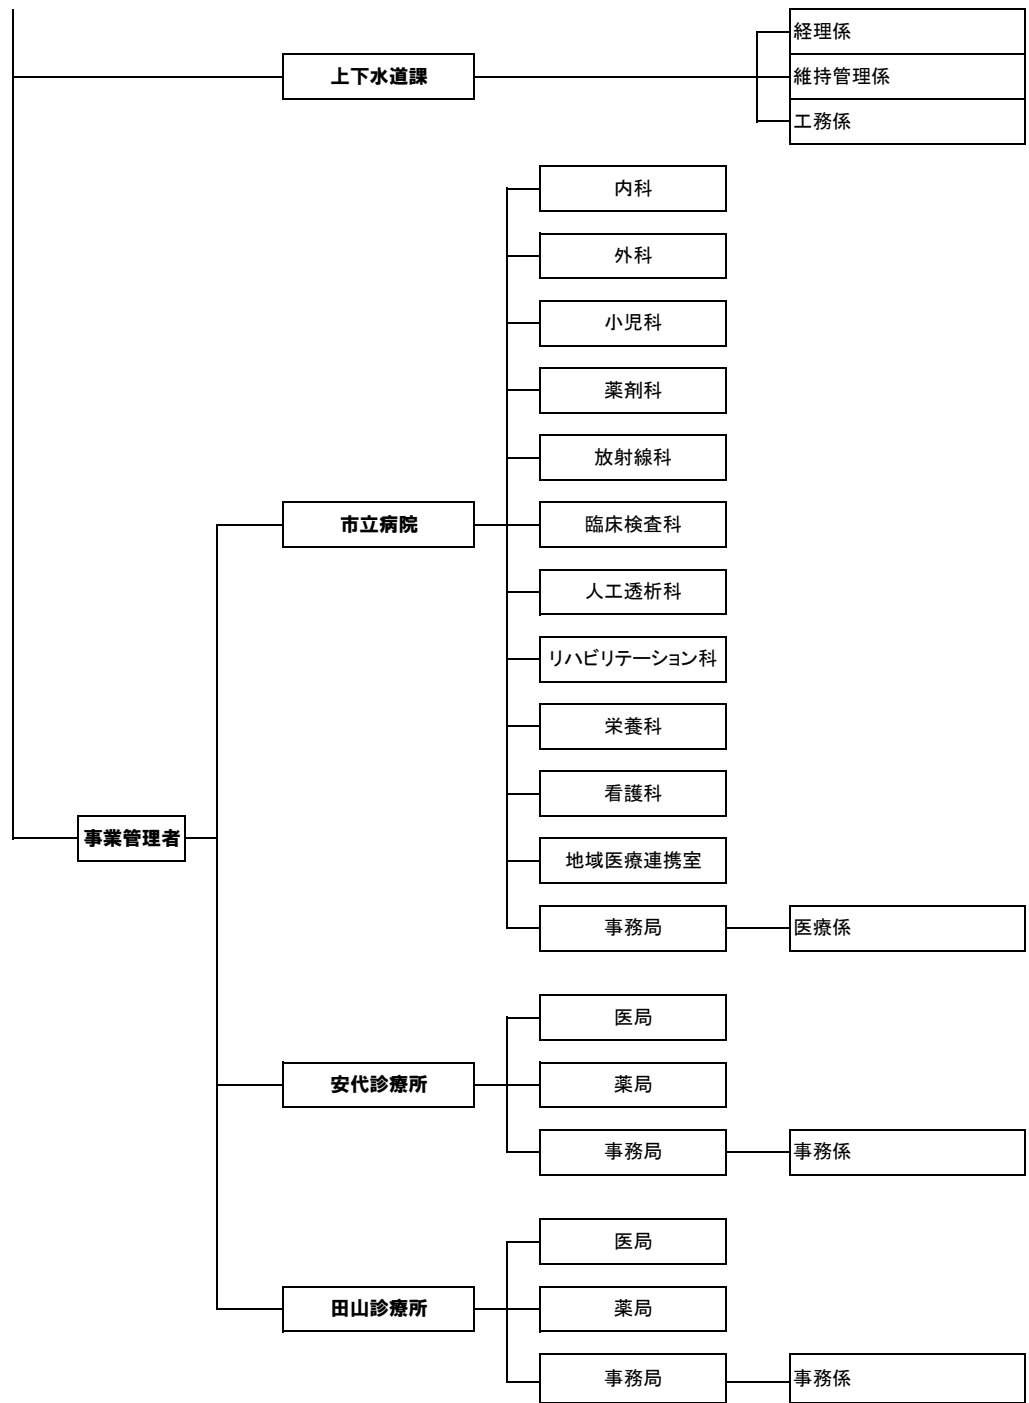 経理係
上下水道課
維持管理係
工務係
内科
外科
小児科
薬剤科
放射線科
市立病院
臨床検査科
人工透析科
リハビリテーション科
栄養科
看護科
事業管理者
地域医療連携室
事務局
医療係
医局
安代診療所
薬局
事務局
事務係
医局
田山診療所
薬局
事務局
事務係